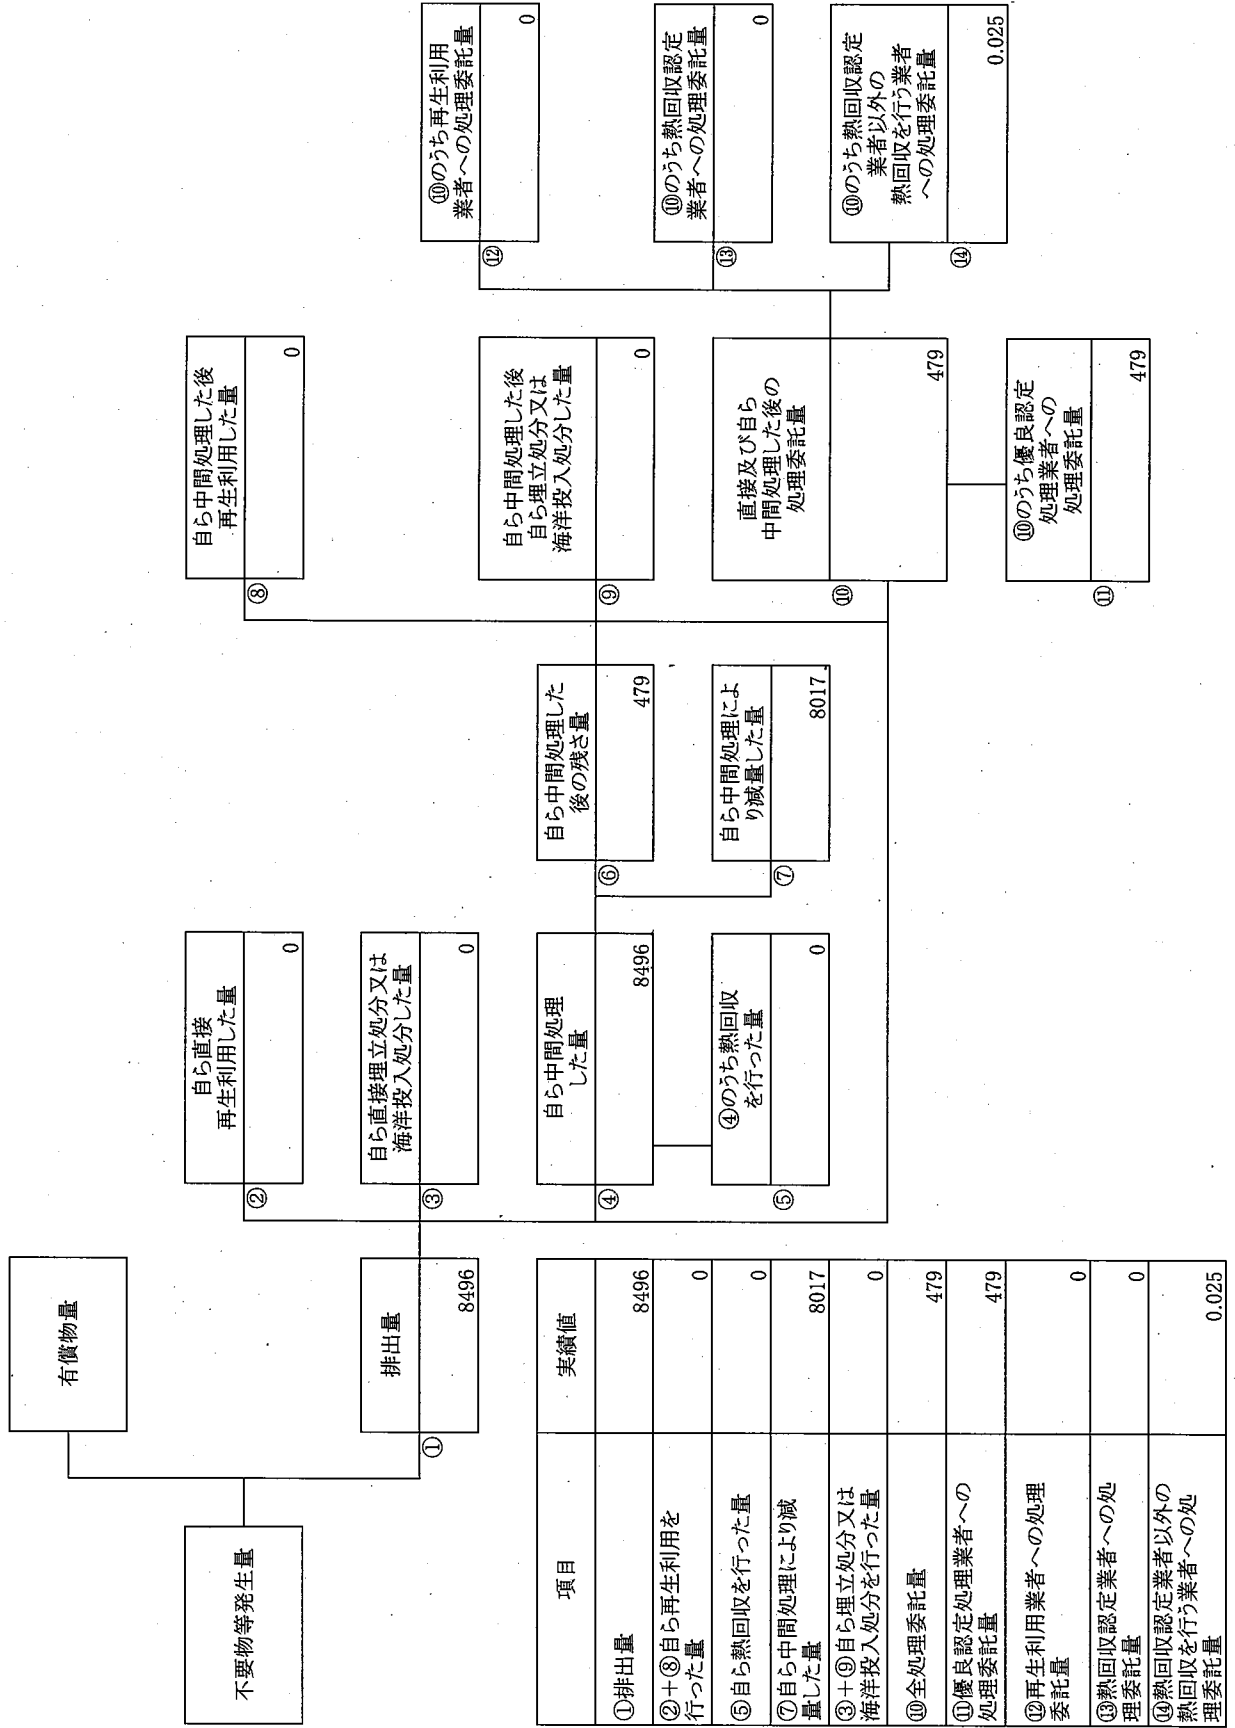 有償物量
不要物等発生量
排出量
①
8496
自ら直接
再生利用した量
②
0
自ら直接埋立処分又は
海洋投入処分した量
③
0
自ら中間処理
した量
④
8496
④のうち熱回収
を行った量
⑤
0
自ら中間処理した
後の残さ量
⑥
479
自ら中間処理によ
り減量した量
⑦
8017
自ら中間処理した後
再生利用した量
⑧
0
自ら中間処理した後
自ら埋立処分又は
海洋投入処分した量
⑨
0
直接及び自ら
中間処理した後の
処理委託量
⑩
479
⑩のうち優良認定
処理業者への
処理委託量
⑪
479
⑩のうち再生利用
業者への処理委託量
⑫
0
⑩のうち熱回収認定
業者への処理委託量
⑬
0
⑩のうち熱回収認定
業者以外の
熱回収を行う業者
への処理委託量
⑭
0.025
項目 実績値
①排出量 8496
②+⑧自ら再生利用を
行った量 0
⑤自ら熱回収を行った量 0
⑦自ら中間処理により減
量した量 8017
③+⑨自ら埋立処分又は
海洋投入処分を行った量 0
⑩全処理委託量 479
⑪優良認定処理業者への
処理委託量 479
⑫再生利用業者への処理
委託量 0
⑬熱回収認定業者への処
理委託量 0
⑭熱回収認定業者以外の
熱回収を行う業者への処
理委託量 0.025